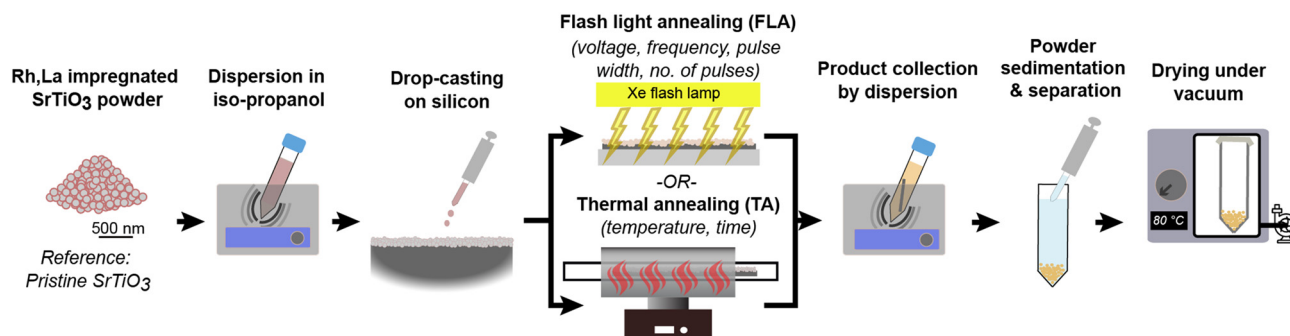 Rh,La impregnated
SrTiO3 powder
500 nm
Reference:
Pristine SrTiO3
Dispersion in
iso-propanol
Drop-casting
on silicon
Flash light annealing (FLA)
(voltage, frequency, pulse
width, no. of pulses)
Xe flash lamp
-OR-
Thermal annealing (TA)
(temperature, time)
Product collection
by dispersion
Powder
sedimentation
& separation
Drying under
vacuum
80 °C